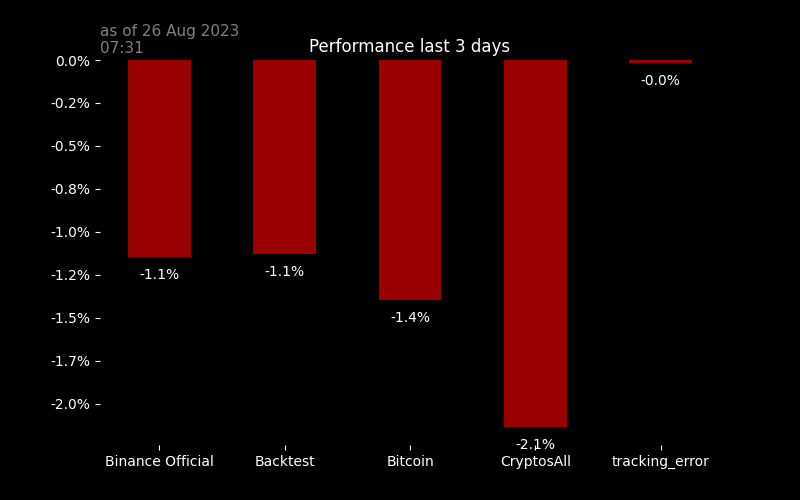 as of 26 Aug 2023
07:31
Performance last 3 days
0.0%
-0.2%
-0.5%
-0.8%
-1.0%
-1.2%
-1.5%
-1.7%
-2.0%
-1.1%
-1.1%
-1.4%
-2.1%
-0.0%
Binance Official
Backtest
Bitcoin
CryptosAll
tracking_error